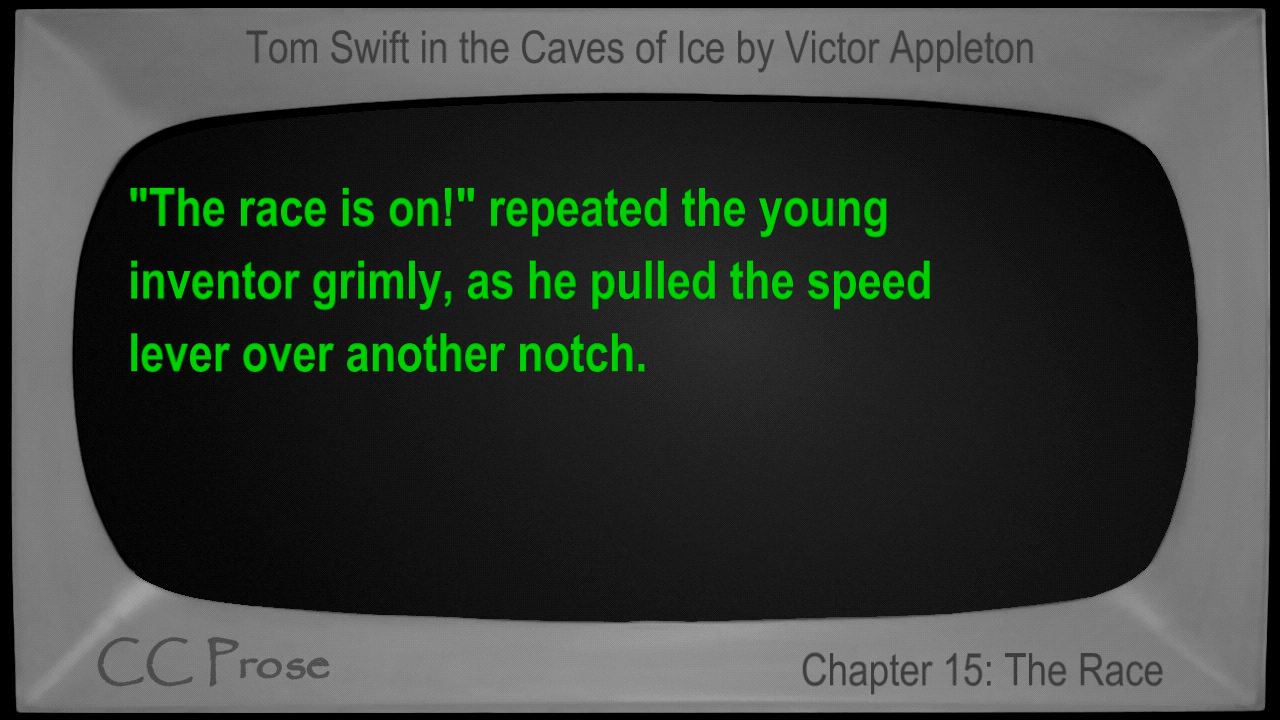 Tom Swift in the Caves of Ice by Victor Appleton
"The race is on!" repeated the young
inventor grimly, as he pulled the speed
lever over another notch.
CC Prose
Chapter 15: The Race